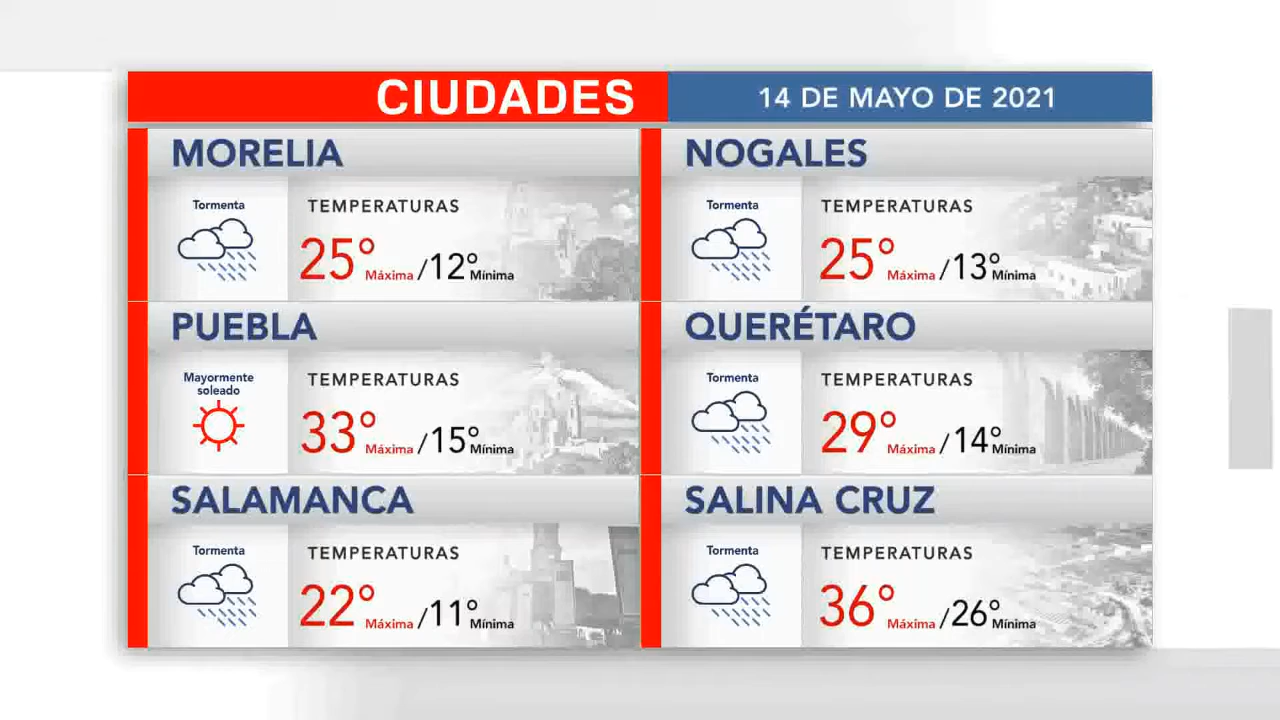 CIUDADES
14 DE MAYO DE 2021
MORELIA
Tormenta
TEMPERATURAS
25° Máxima /12° Mínima
NOGALES
Tormenta
TEMPERATURAS
25° Máxima /13° Mínima
PUEBLA
Mayormente
soleado
TEMPERATURAS
33° Máxima /15° Mínima
QUERÉTARO
Tormenta
TEMPERATURAS
29° Máxima /14° Mínima
SALAMANCA
Tormenta
TEMPERATURAS
22° Máxima /11° Mínima
SALINA CRUZ
Tormenta
TEMPERATURAS
36° Máxima /26° Mínima